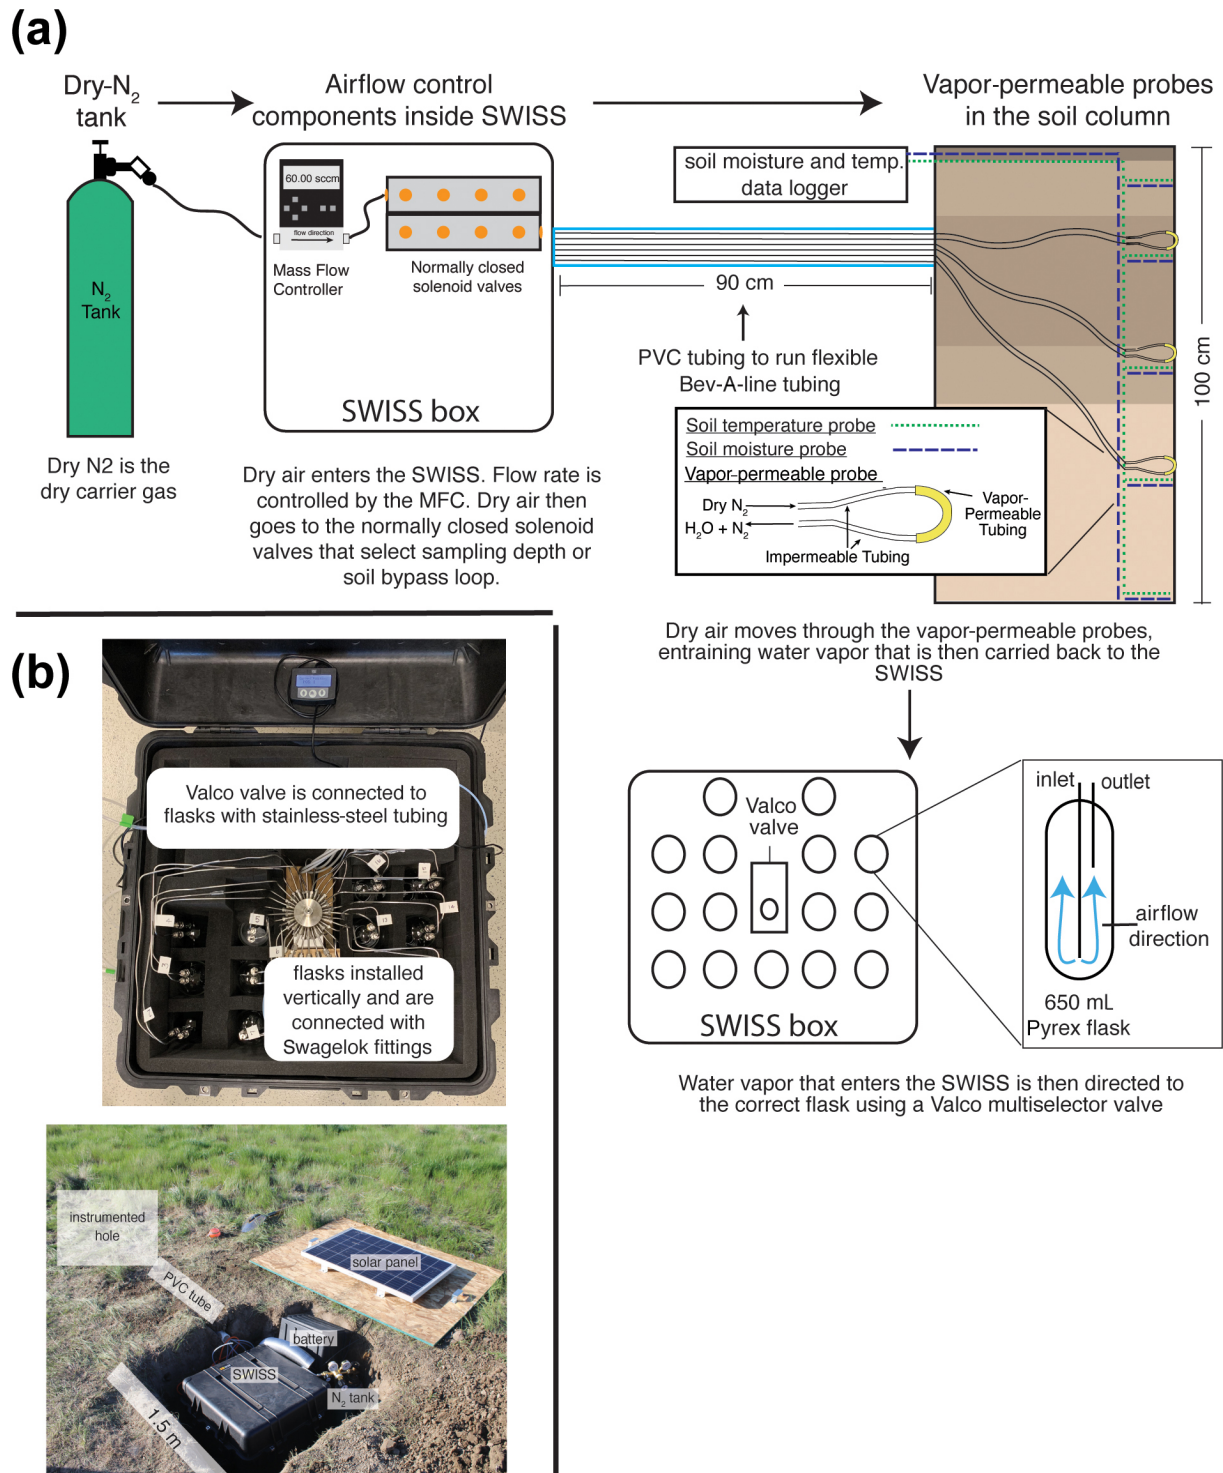 (a)
Dry-N2
tank
Airflow control
components inside SWISS
Vapor-permeable probes
in the soil column
60.00 sccm
flow direction
Mass Flow
Controller
Normally closed
solenoid valves
SWISS box
N2
Tank
soil moisture and temp.
data logger
90 cm
PVC tubing to run flexible
Bev-A-line tubing
100 cm
Soil temperature probe
Soil moisture probe
Vapor-permeable probe
Dry N2
H2O + N2
Impermeable Tubing
Vapor-
Permeable
Tubing
Dry N2 is the
dry carrier gas
Dry air enters the SWISS. Flow rate is
controlled by the MFC. Dry air then
goes to the normally closed solenoid
valves that select sampling depth or
soil bypass loop.
Dry air moves through the vapor-permeable probes,
entraining water vapor that is then carried back to the
SWISS
Valco
valve
SWISS box
inlet
outlet
airflow
direction
650 mL
Pyrex flask
Water vapor that enters the SWISS is then directed to
the correct flask using a Valco multiselector valve
(b)
Valco valve is connected to
flasks with stainless-steel tubing
5
13
flasks installed
vertically and are
connected with
Swagelok fittings
instrumented
hole
PVC tube
solar panel
battery
SWISS
N2 tank
1.5 m